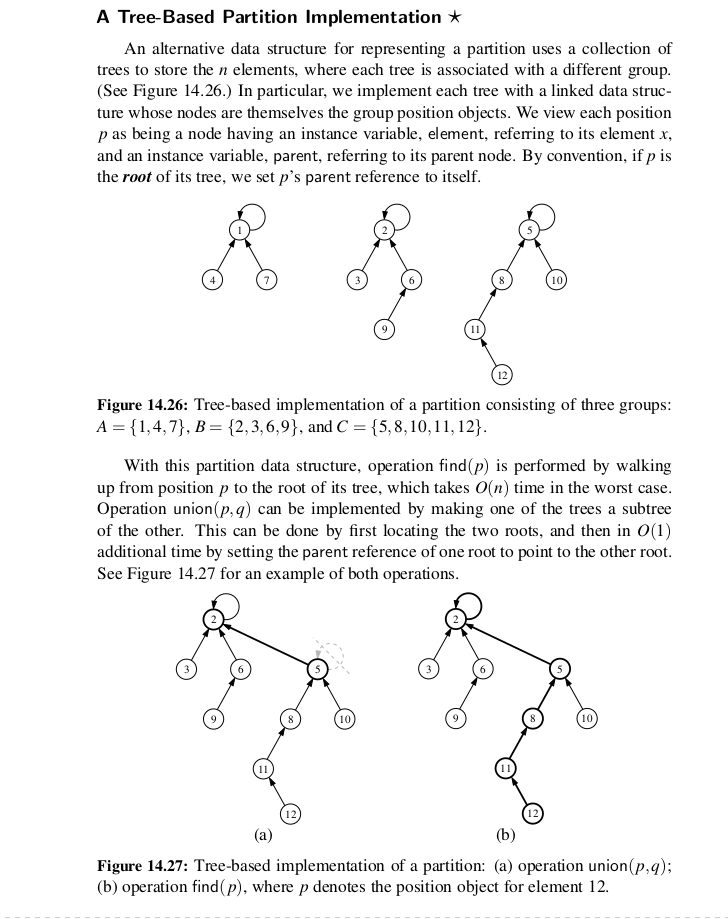 A Tree-Based Partition Implementation ★
An alternative data structure for representing a partition uses a collection of
trees to store the n elements, where each tree is associated with a different group.
(See Figure 14.26.) In particular, we implement each tree with a linked data struc-
ture whose nodes are themselves the group position objects. We view each position
p as being a node having an instance variable, element, referring to its element x,
and an instance variable, parent, referring to its parent node. By convention, if p is
the root of its tree, we set p’s parent reference to itself.
1 2 5
4 7 3 6 8 10
9 11
12
Figure 14.26: Tree-based implementation of a partition consisting of three groups:
A = {1,4,7}, B = {2,3,6,9}, and C = {5,8,10,11,12}.
With this partition data structure, operation find(p) is performed by walking
up from position p to the root of its tree, which takes O(n) time in the worst case.
Operation union(p,q) can be implemented by making one of the trees a subtree
of the other. This can be done by first locating the two roots, and then in O(1)
additional time by setting the parent reference of one root to point to the other root.
See Figure 14.27 for an example of both operations.
2 2
3 6 5 3 6 5
9 8 10 9 8 10
11 11
12 12
(a) (b)
Figure 14.27: Tree-based implementation of a partition: (a) operation union(p,q);
(b) operation find(p), where p denotes the position object for element 12.